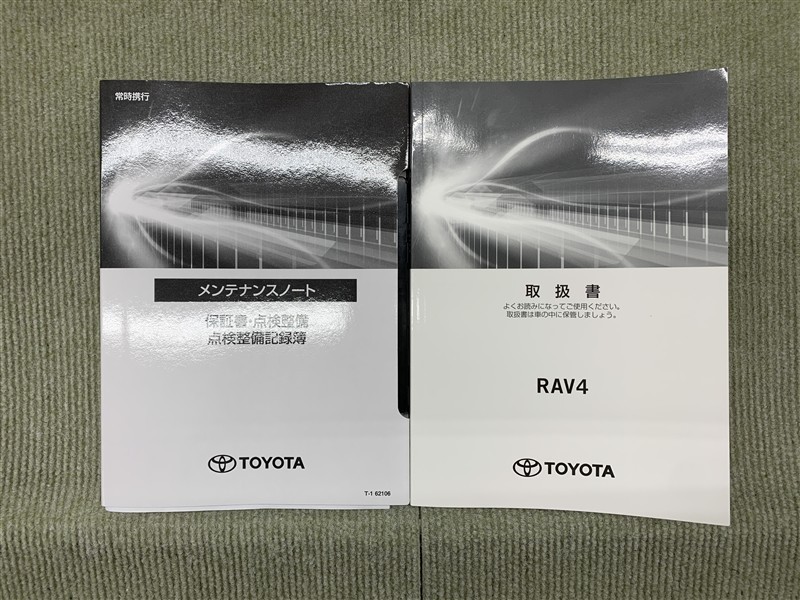 常時携行
メンテナンスノート
保証書・点検整備
点検整備記録簿
TOYOTA
T-1 62106
取扱書
よくお読みになってご使用ください。
取扱書は車の中に保管しましょう。
RAV4
TOYOTA